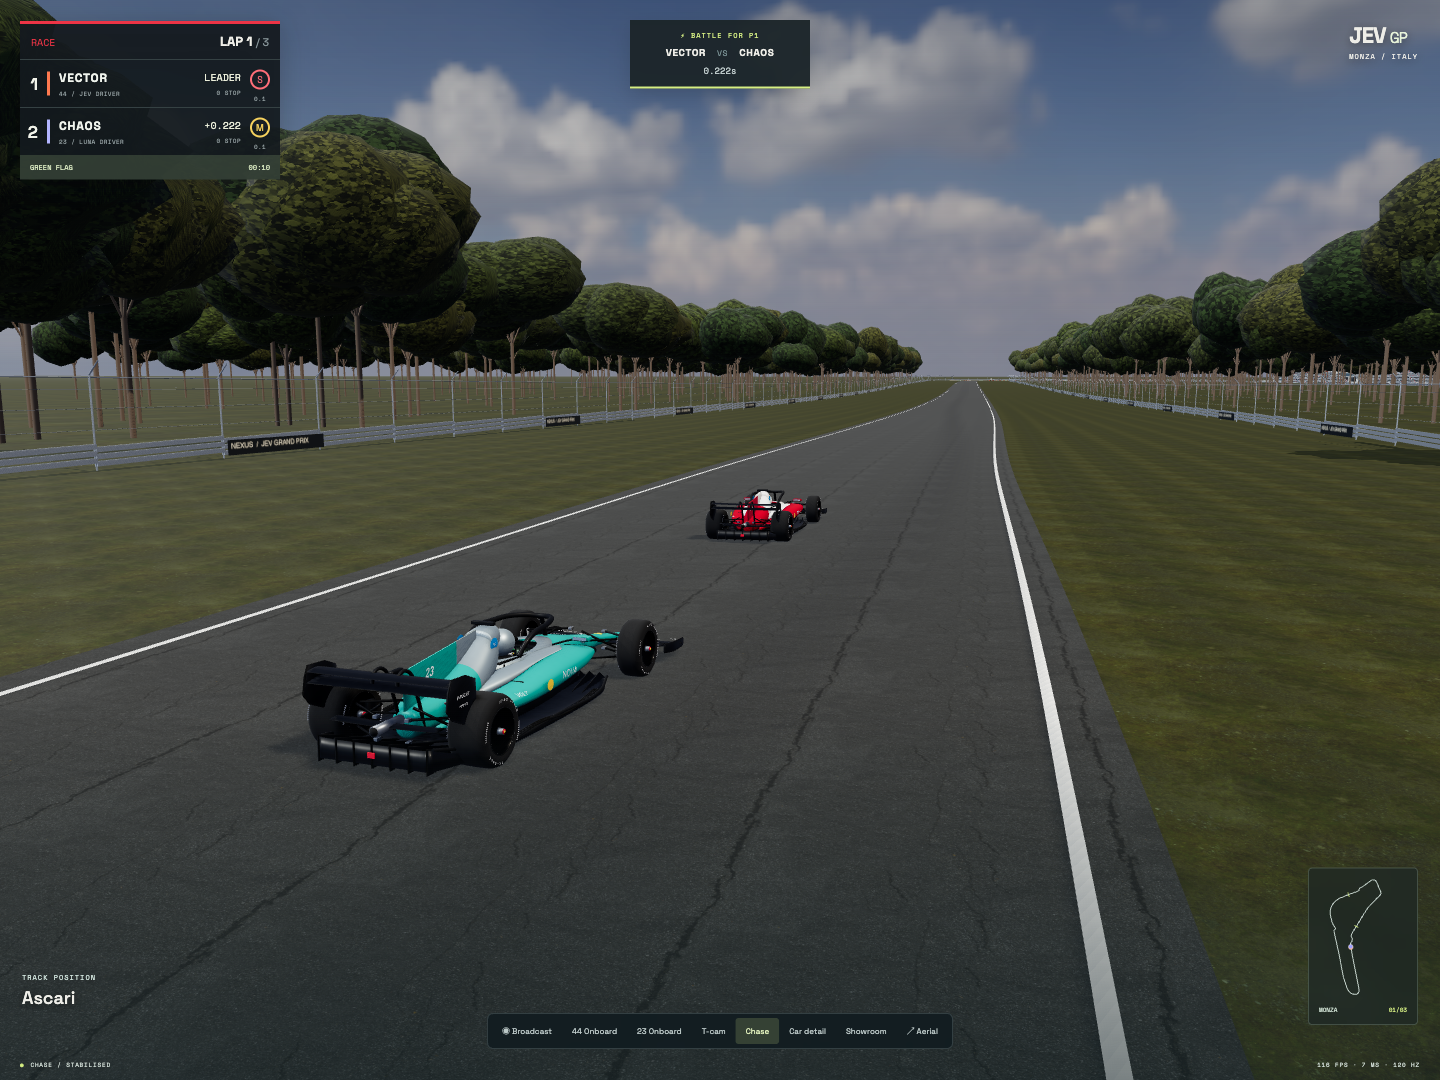 RACE
LAP 1 / 3
1 VECTOR LEADER S
44 / JEV DRIVER 0 STOP 0.1
2 CHAOS +0.222 M
23 / LUNA DRIVER 0 STOP 0.1
GREEN FLAG 00:10
⚡ BATTLE FOR P1
VECTOR VS CHAOS
0.222s
JEV GP
MONZA / ITALY
NEXUS / JEV GRAND PRIX
23
TRACK POSITION
Ascari
Broadcast 44 Onboard 23 Onboard T-cam Chase Car detail Showroom Aerial
MONZA 01/03
CHASE / STABILISED
116 FPS · 7 MS · 120 HZ